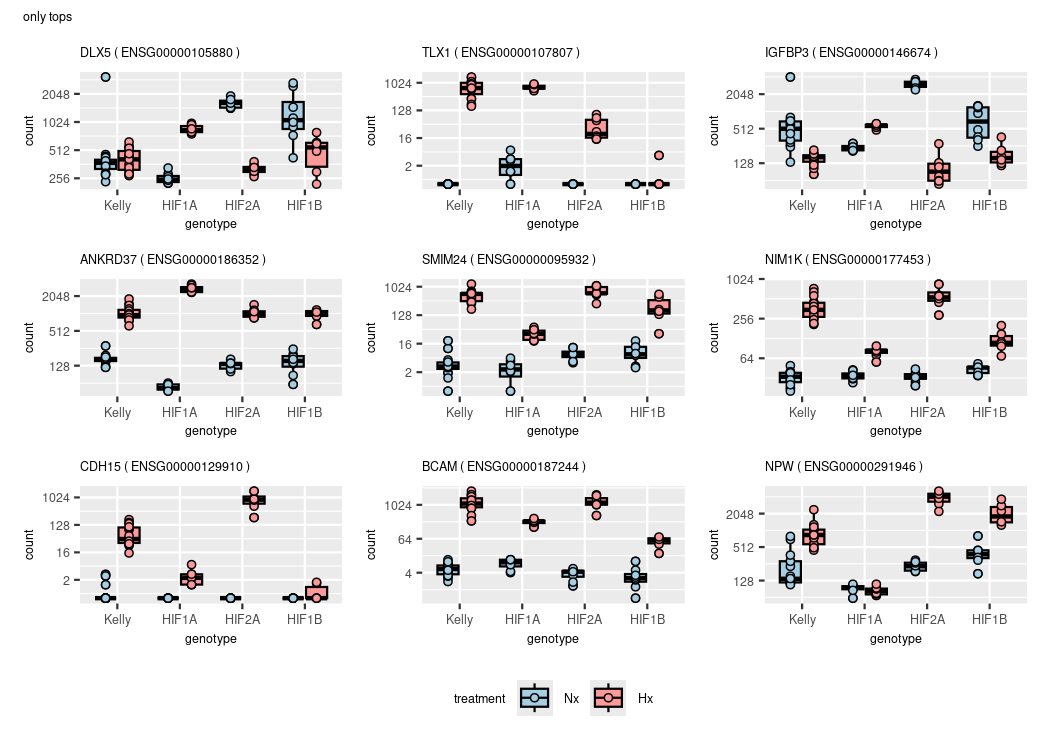 only tops
DLX5 ( ENSG00000105880 )
count
2048
1024
512
256
Kelly HIF1A HIF2A HIF1B
genotype
TLX1 ( ENSG00000107807 )
count
1024
128
16
2
Kelly HIF1A HIF2A HIF1B
genotype
IGFBP3 ( ENSG00000146674 )
count
2048
512
128
Kelly HIF1A HIF2A HIF1B
genotype
ANKRD37 ( ENSG00000186352 )
count
2048
512
128
Kelly HIF1A HIF2A HIF1B
genotype
SMIM24 ( ENSG00000095932 )
count
1024
128
16
2
Kelly HIF1A HIF2A HIF1B
genotype
NIM1K ( ENSG00000177453 )
count
1024
256
64
Kelly HIF1A HIF2A HIF1B
genotype
CDH15 ( ENSG00000129910 )
count
1024
128
16
2
Kelly HIF1A HIF2A HIF1B
genotype
BCAM ( ENSG00000187244 )
count
1024
64
4
Kelly HIF1A HIF2A HIF1B
genotype
NPW ( ENSG00000291946 )
count
2048
512
128
Kelly HIF1A HIF2A HIF1B
genotype
treatment Nx Hx